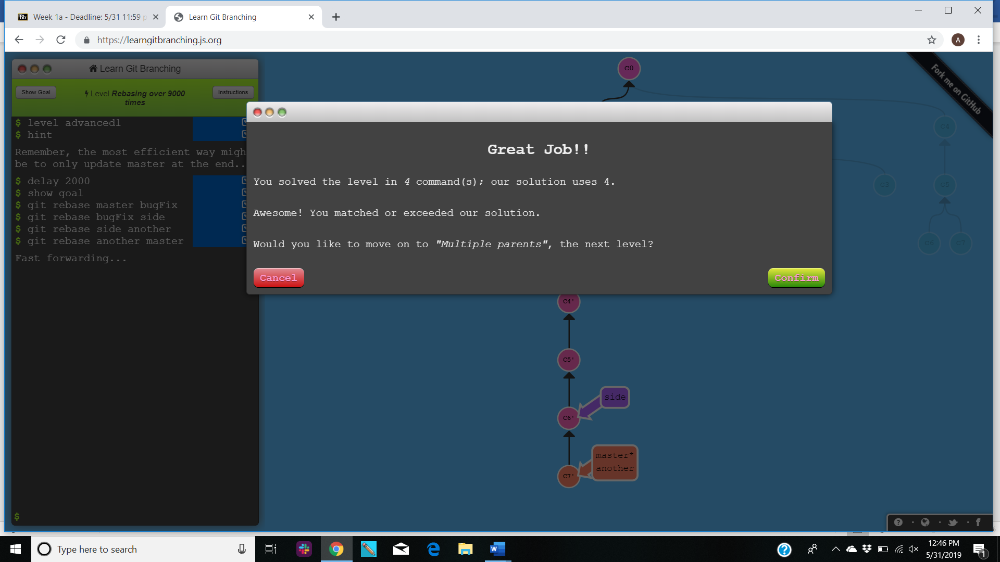 Bb Week 1a - Deadline: 5/31 11:59 p
Learn Git Branching
https://learngitbranching.js.org
A
Learn Git Branching
Show Goal
Level Rebasing over 9000
times
Instructions
$ level advanced1
$ hint
Remember, the most efficient way migh
be to only update master at the end..
$ delay 2000
$ show goal
$ git rebase master bugFix
$ git rebase bugFix side
$ git rebase side another
$ git rebase another master
Fast forwarding...
$
C0
Fork me on GitHub
C4
C3
C5
C6
C7
Great Job!!
You solved the level in 4 command(s); our solution uses 4.
Awesome! You matched or exceeded our solution.
Would you like to move on to "Multiple parents", the next level?
Cancel
Confirm
C4'
C5'
side
C6'
master*
another
C7'
Type here to search
12:46 PM
5/31/2019
1